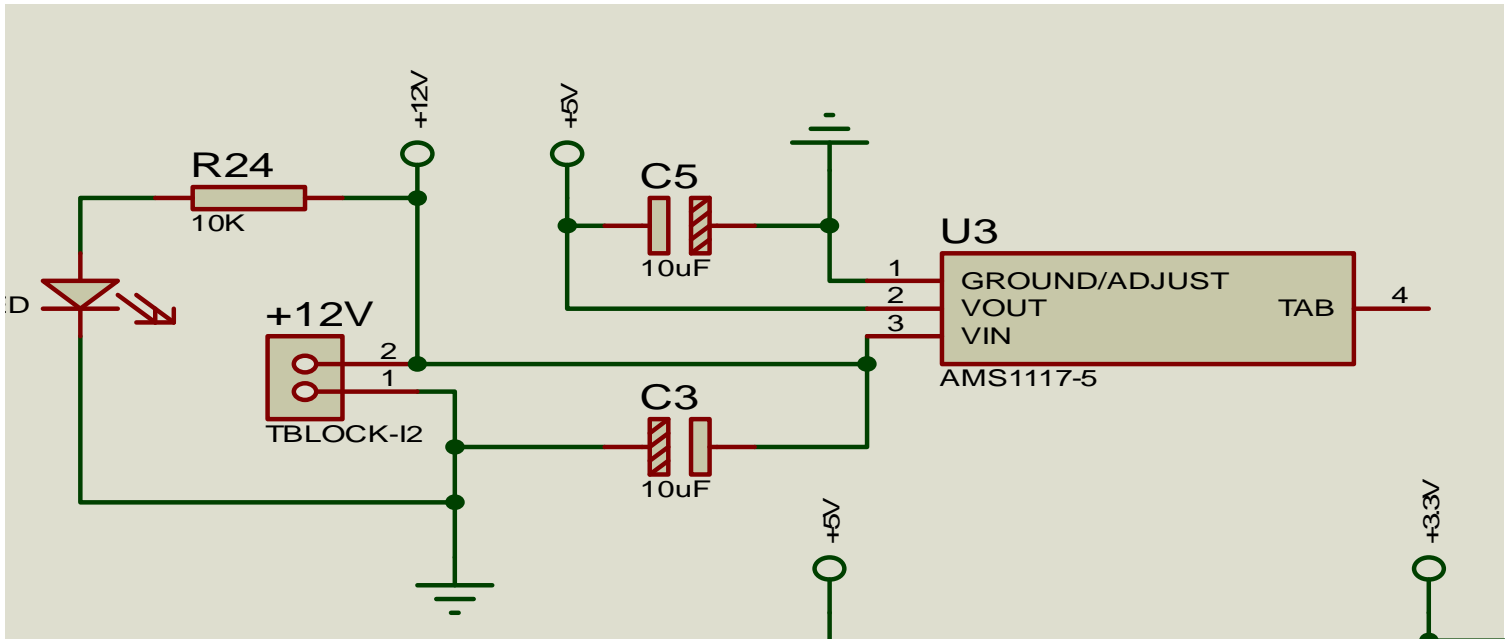 +12V
+5V
R24
10K
C5
10uF
U3
1
GROUND/ADJUST
2
VOUT
TAB
4
3
VIN
AMS1117-5
ED
+12V
2
1
TBLOCK-I2
C3
10uF
+5V
+3.3V